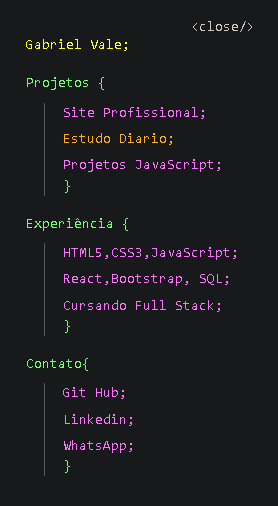 <close/>
Gabriel Vale;
Projetos {
Site Profissional;
Estudo Diario;
Projetos JavaScript;
}
Experiência {
HTML5,CSS3,JavaScript;
React,Bootstrap, SQL;
Cursando Full Stack;
}
Contato{
Git Hub;
Linkedin;
WhatsApp;
}